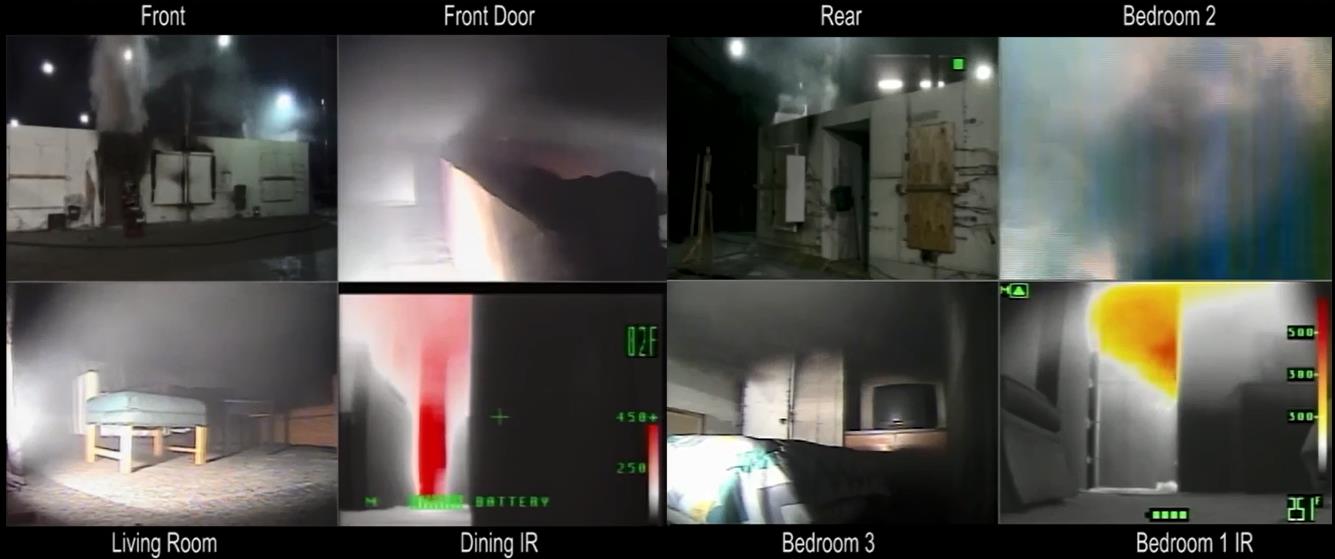 Front
Front Door
Rear
Bedroom 2
82F
450+
250
M BATTERY
M
500
300
300
251F
Living Room
Dining IR
Bedroom 3
Bedroom 1 IR